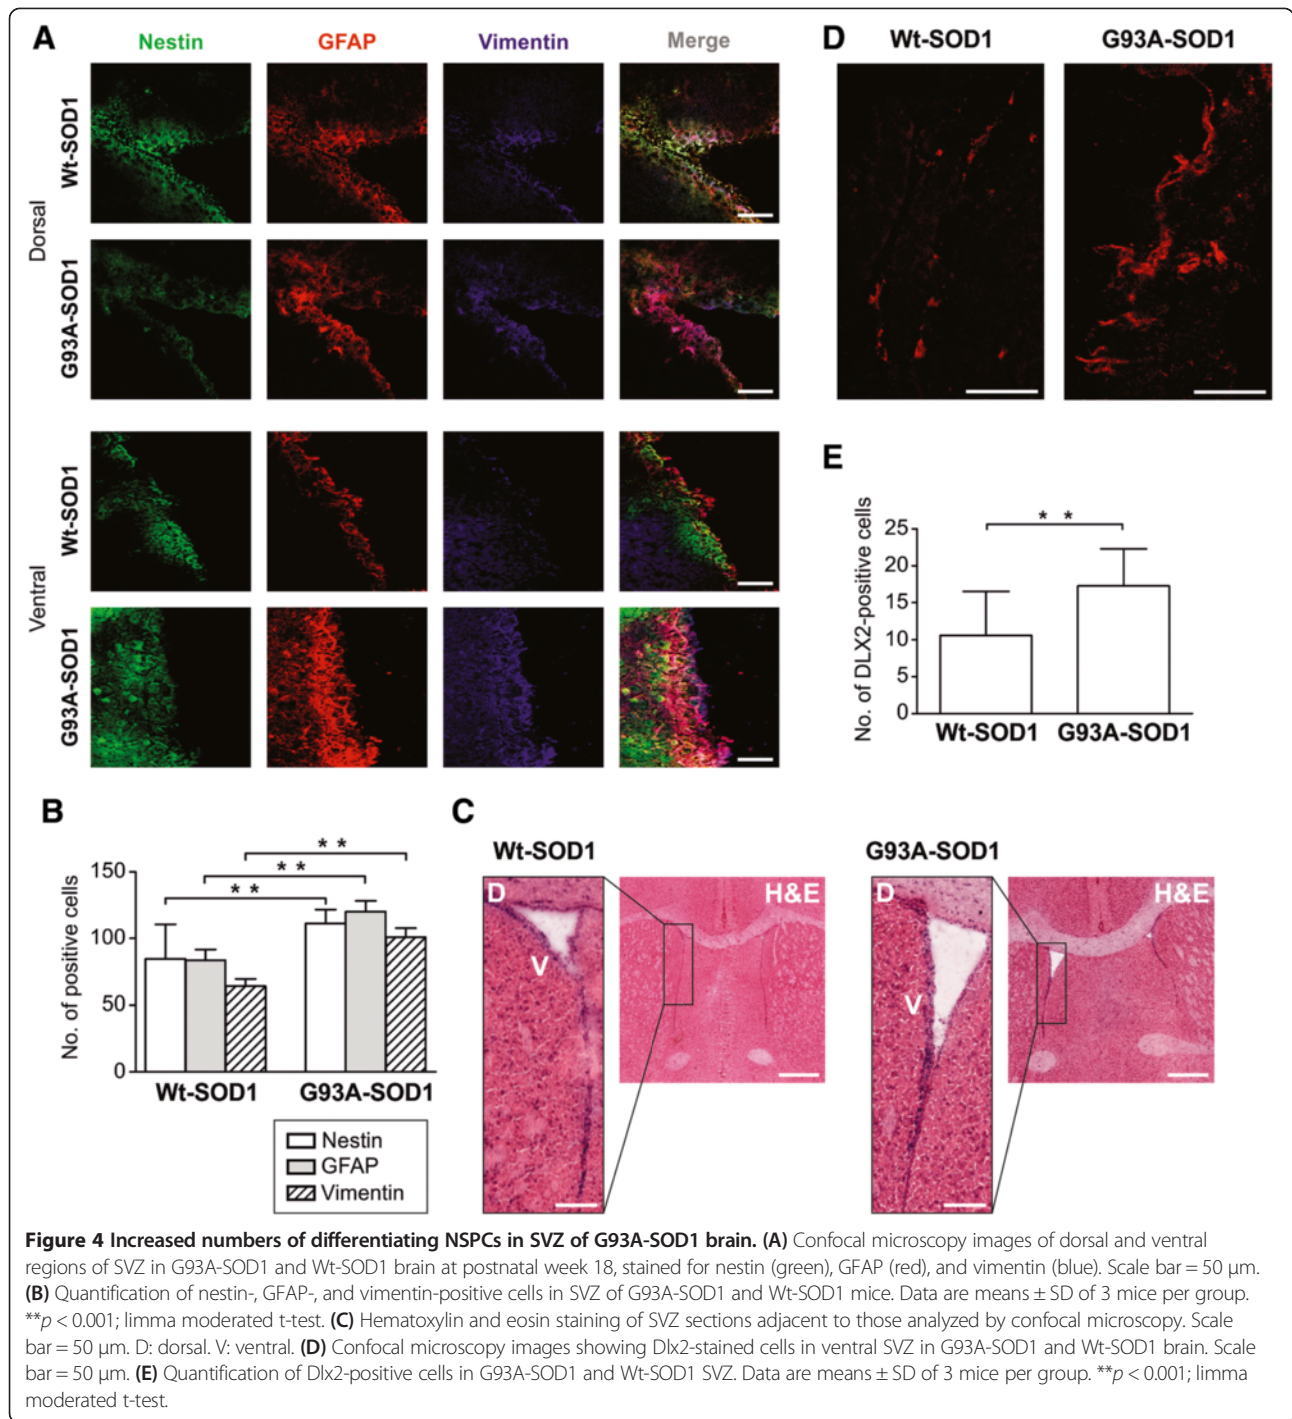 A
Nestin
GFAP
Vimentin
Merge
Dorsal
Wt-SOD1
G93A-SOD1
Ventral
Wt-SOD1
G93A-SOD1
D
Wt-SOD1
G93A-SOD1
E
No. of DLX2-positive cells
25
20
15
10
5
0
* *
Wt-SOD1
G93A-SOD1
B
No. of positive cells
150
100
50
0
* *
* *
* *
Wt-SOD1
G93A-SOD1
Nestin
GFAP
Vimentin
C
Wt-SOD1
D
V
H&E
G93A-SOD1
D
V
H&E
Figure 4 Increased numbers of differentiating NSPCs in SVZ of G93A-SOD1 brain. (A) Confocal microscopy images of dorsal and ventral
regions of SVZ in G93A-SOD1 and Wt-SOD1 brain at postnatal week 18, stained for nestin (green), GFAP (red), and vimentin (blue). Scale bar = 50 μm.
(B) Quantification of nestin-, GFAP-, and vimentin-positive cells in SVZ of G93A-SOD1 and Wt-SOD1 mice. Data are means ± SD of 3 mice per group.
**p < 0.001; limma moderated t-test. (C) Hematoxylin and eosin staining of SVZ sections adjacent to those analyzed by confocal microscopy. Scale
bar = 50 μm. D: dorsal. V: ventral. (D) Confocal microscopy images showing Dlx2-stained cells in ventral SVZ in G93A-SOD1 and Wt-SOD1 brain. Scale
bar = 50 μm. (E) Quantification of Dlx2-positive cells in G93A-SOD1 and Wt-SOD1 SVZ. Data are means ± SD of 3 mice per group. **p < 0.001; limma
moderated t-test.